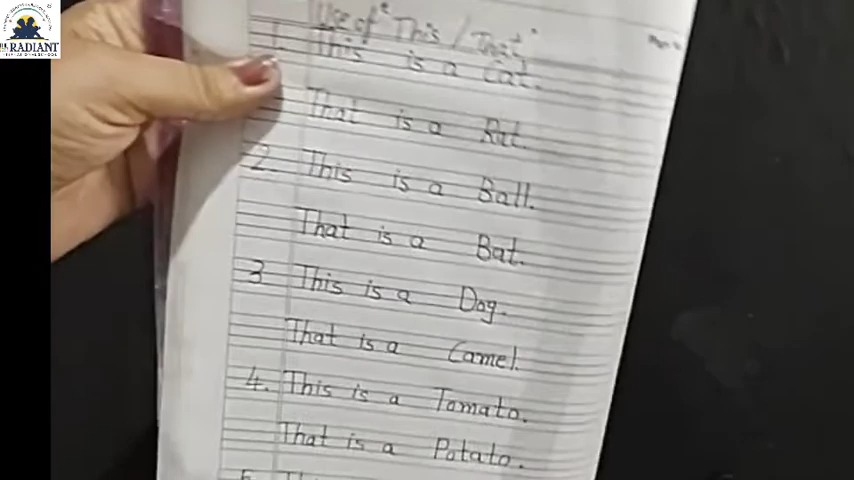 RADIANT
Use of "This / That"
1 This is a Cat.
That is a Rat.
2. This is a Ball.
That is a Bat.
3 This is a Dog.
That is a Camel.
4. This is a Tomato.
That is a Potato.